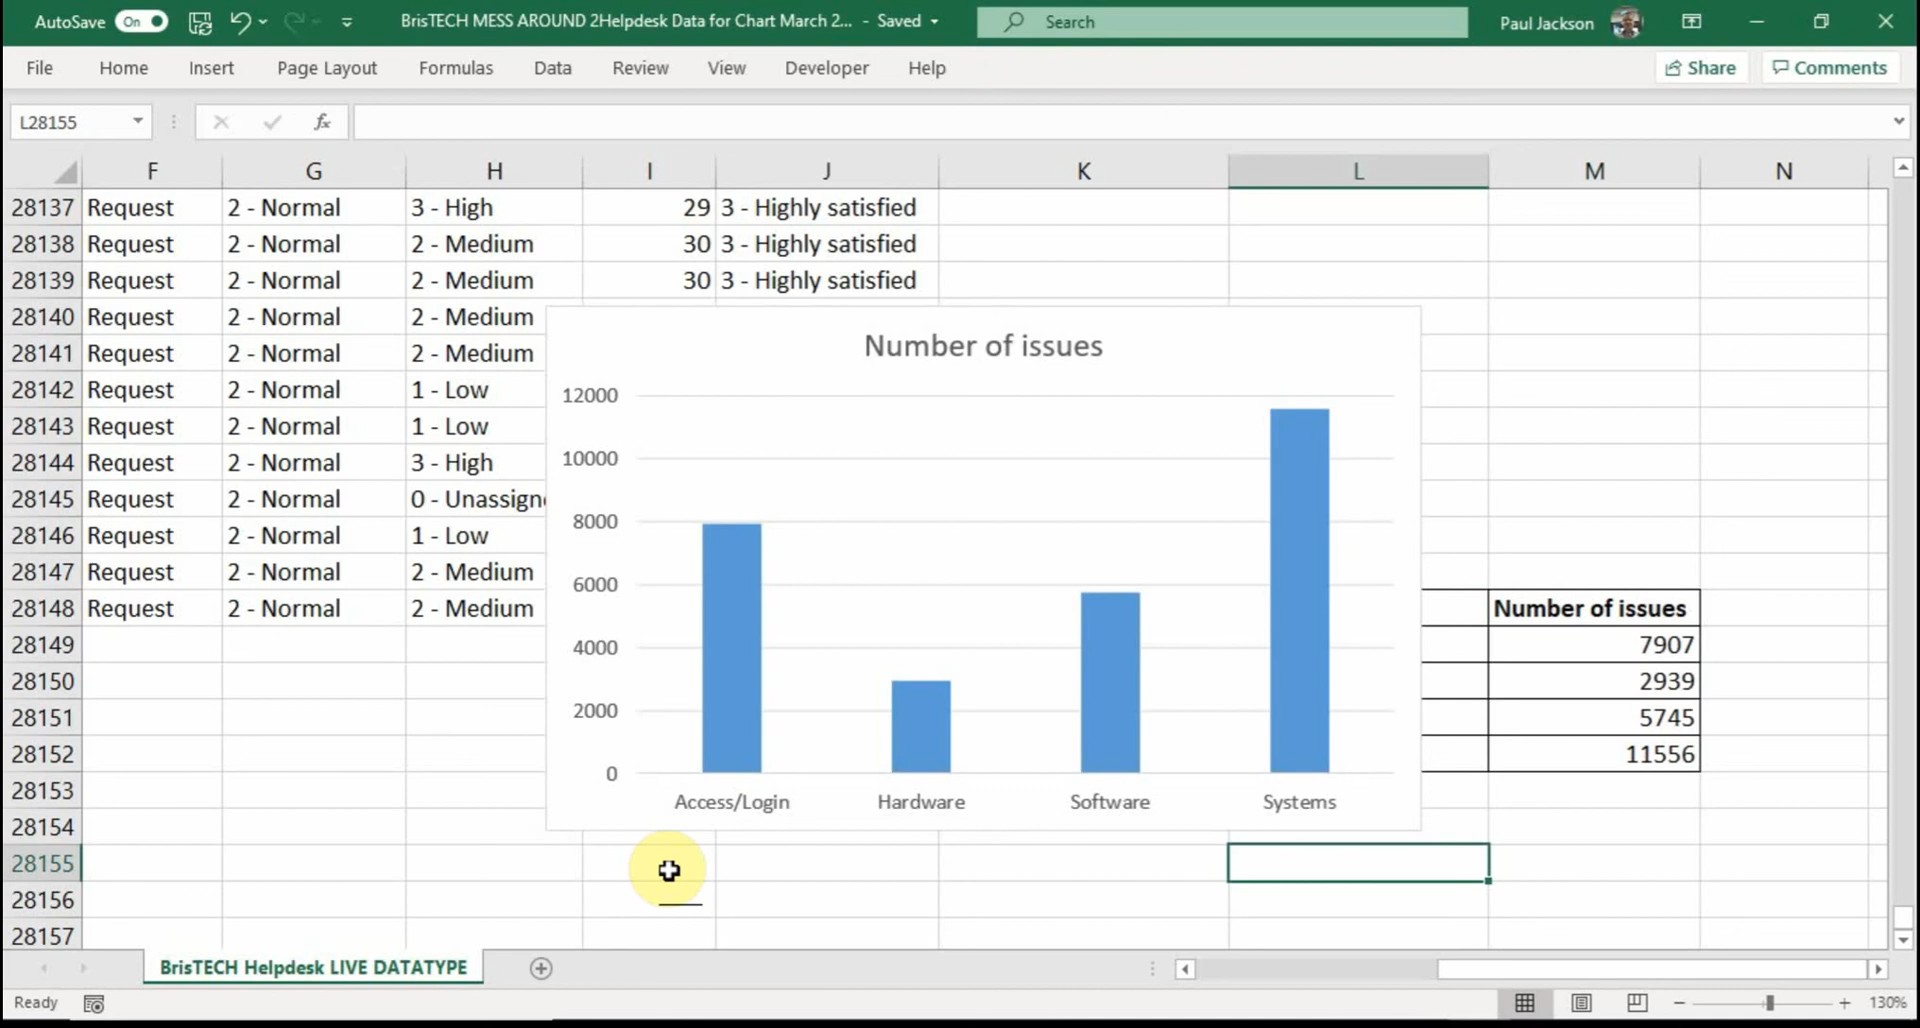 AutoSave On BrisTECH MESS AROUND 2Helpdesk Data for Chart March 2... - Saved Search Paul Jackson
File Home Insert Page Layout Formulas Data Review View Developer Help Share Comments
L28155 fx
F G H I J K L M N
28137 Request 2 - Normal 3 - High 29 3 - Highly satisfied
28138 Request 2 - Normal 2 - Medium 30 3 - Highly satisfied
28139 Request 2 - Normal 2 - Medium 30 3 - Highly satisfied
28140 Request 2 - Normal 2 - Medium
28141 Request 2 - Normal 2 - Medium
28142 Request 2 - Normal 1 - Low
28143 Request 2 - Normal 1 - Low
28144 Request 2 - Normal 3 - High
28145 Request 2 - Normal 0 - Unassign
28146 Request 2 - Normal 1 - Low
28147 Request 2 - Normal 2 - Medium
28148 Request 2 - Normal 2 - Medium
28149
28150
28151
28152
28153
28154
28155
28156
28157
Number of issues
12000
10000
8000
6000
4000
2000
0
Access/Login Hardware Software Systems
Number of issues
7907
2939
5745
11556
BrisTECH Helpdesk LIVE DATATYPE
Ready 130%